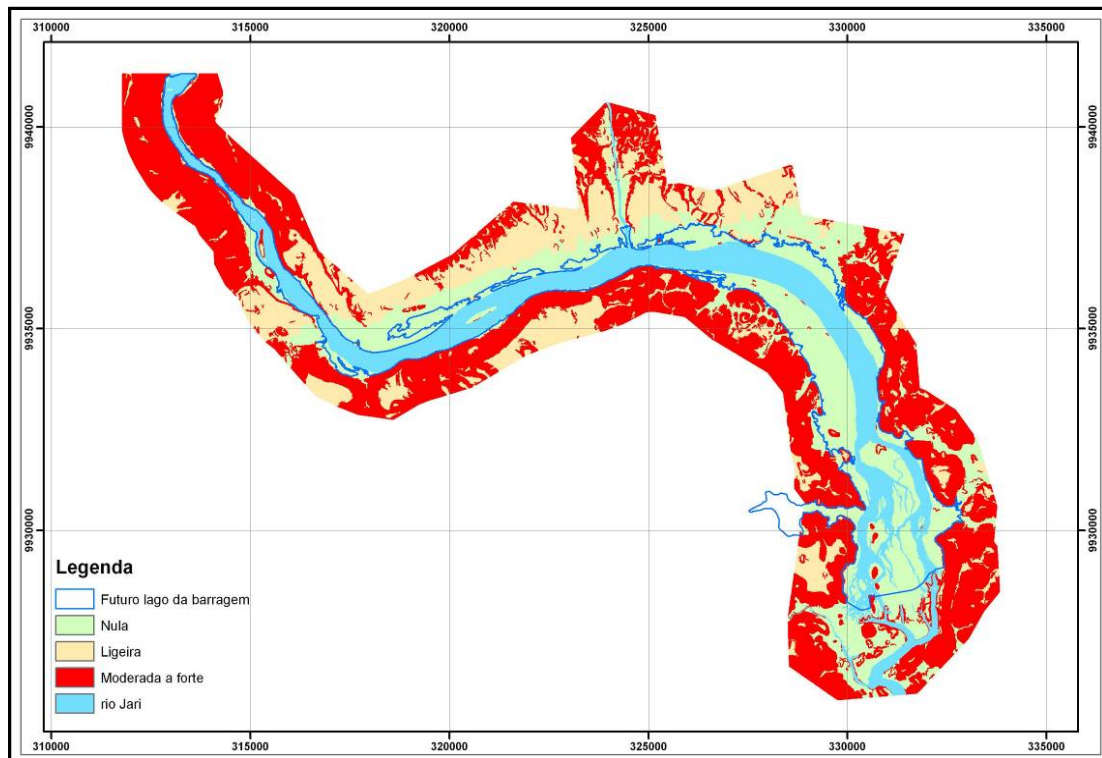 310000 315000 320000 325000 330000 335000
9940000 9940000
9935000 9935000
9930000 9930000
Legenda
Futuro lago da barragem
Nula
Ligeira
Moderada a forte
rio Jari
310000 315000 320000 325000 330000 335000